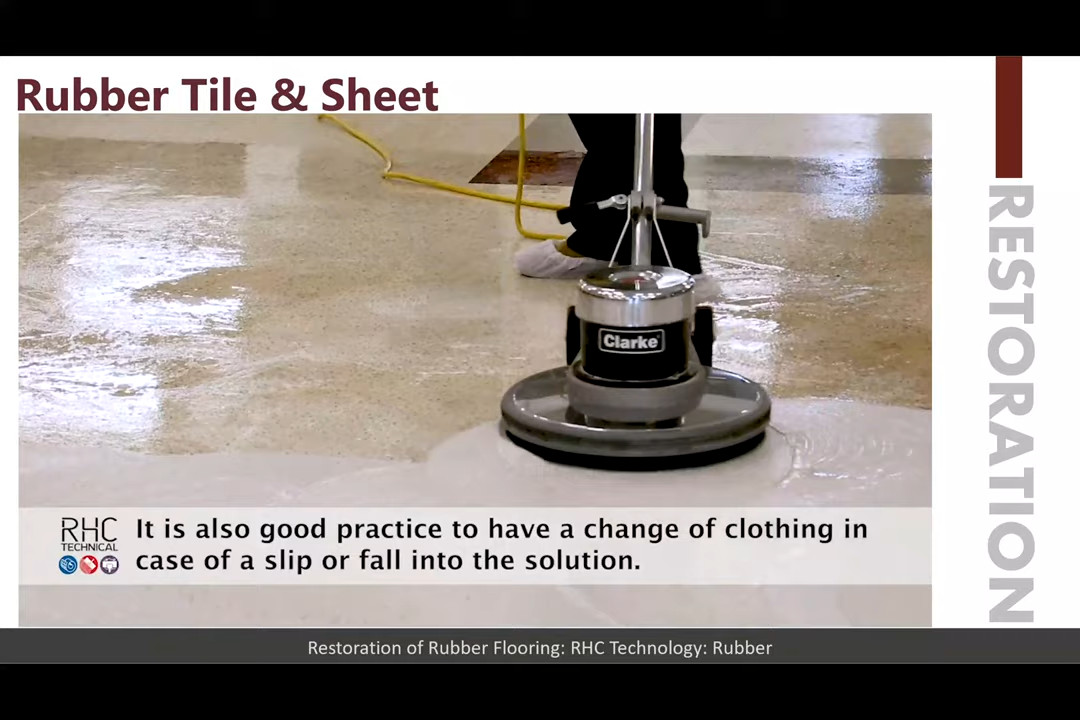 Rubber Tile & Sheet
RESTORATION
Clarke
RHC
TECHNICAL
It is also good practice to have a change of clothing in
case of a slip or fall into the solution.
Restoration of Rubber Flooring: RHC Technology: Rubber